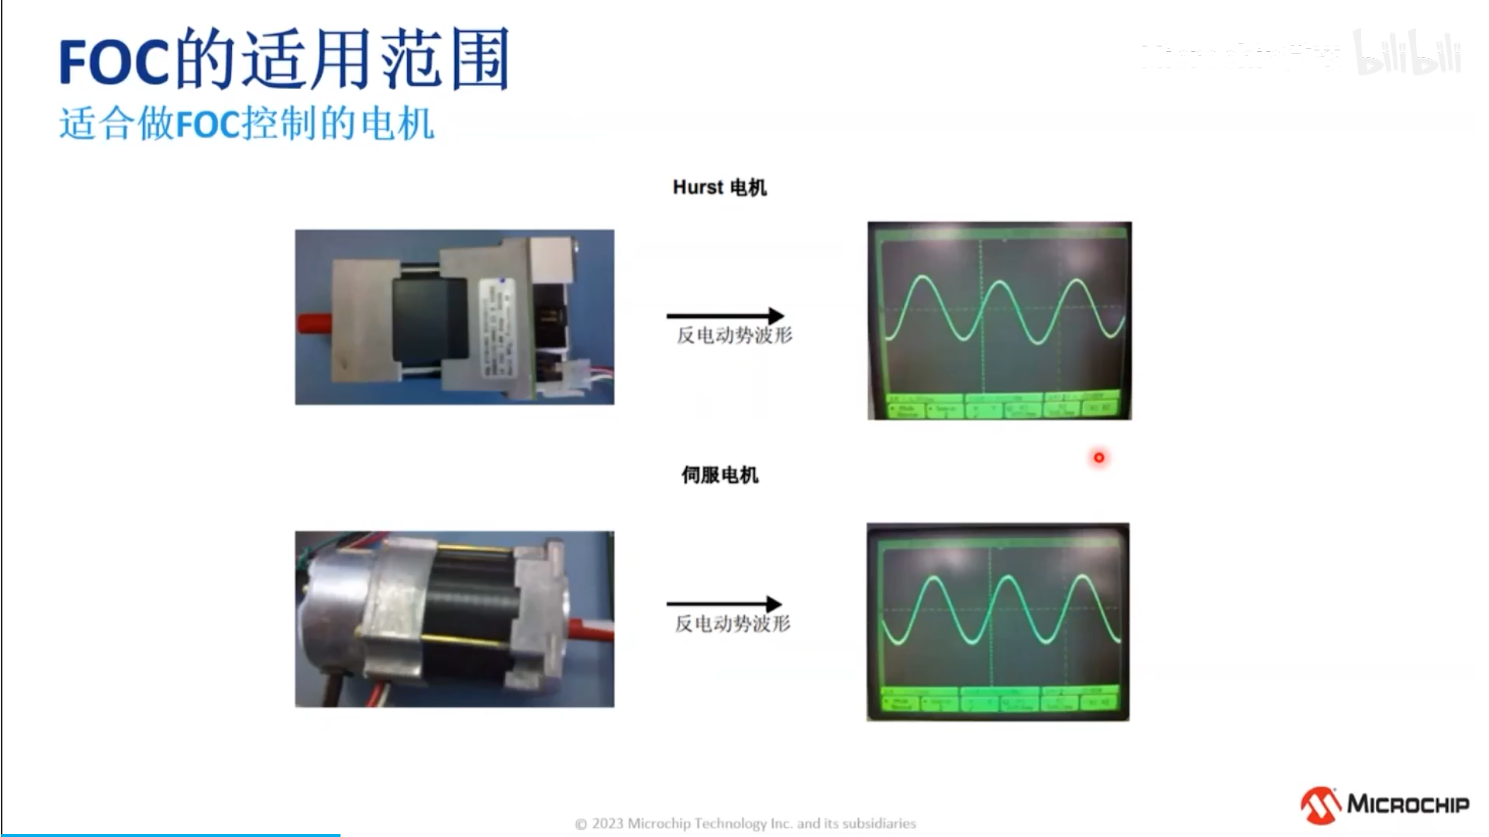 FOC的适用范围
bilibili
适合做FOC控制的电机
Hurst 电机
反电动势波形
伺服电机
反电动势波形
MICROCHIP
© 2023 Microchip Technology Inc. and its subsidiaries